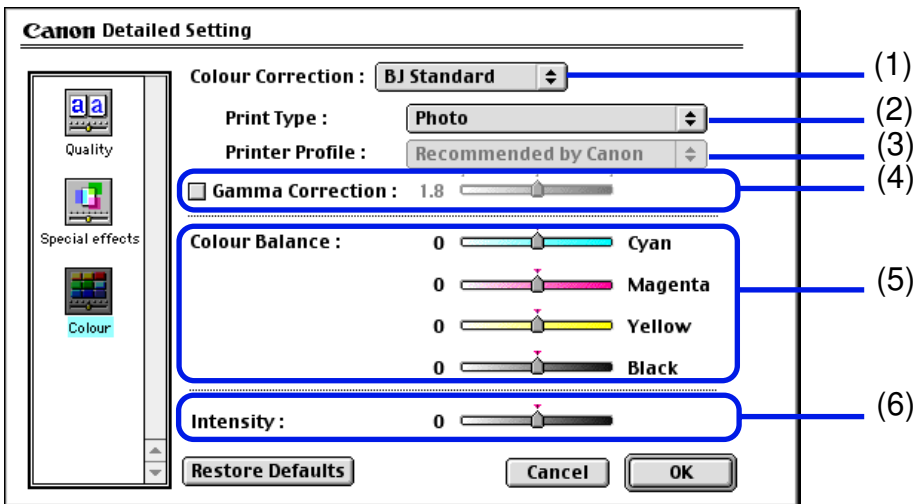 Canon Detailed Setting
Colour Correction : BJ Standard (1)
aa
Quality
Print Type : Photo (2)
Printer Profile : Recommended by Canon (3)
Gamma Correction : 1.8 (4)
Special effects
Colour Balance : 0 Cyan
0 Magenta (5)
Colour
0 Yellow
0 Black
Intensity : 0 (6)
Restore Defaults Cancel OK